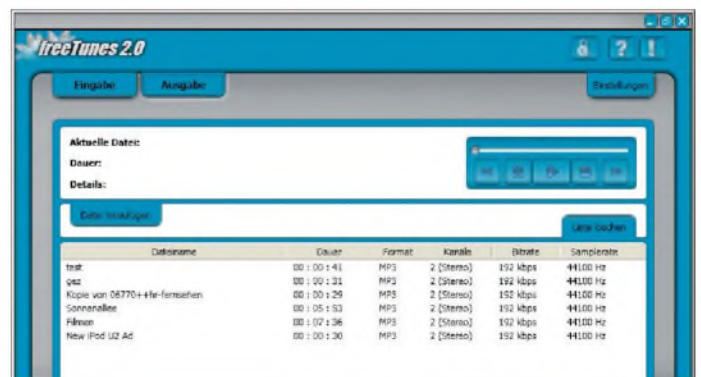 freeTunes 2.0
? !
Eingabe Ausgabe Einstellungen
Aktuelle Datei:
Dauer:
Details:
Datei hinzufügen
Liste löschen
Dateiname Dauer Format Kanäle Bitrate Samplerate
test 00 : 00 : 41 MP3 2 (Stereo) 192 kbps 44100 Hz
gez 00 : 00 : 31 MP3 2 (Stereo) 192 kbps 44100 Hz
Kopie von 06770++hr-fernsehen 00 : 00 : 29 MP3 2 (Stereo) 192 kbps 44100 Hz
Sonnenallee 00 : 05 : 53 MP3 2 (Stereo) 192 kbps 44100 Hz
Filmen 00 : 07 : 36 MP3 2 (Stereo) 192 kbps 44100 Hz
New iPod U2 Ad 00 : 00 : 30 MP3 2 (Stereo) 192 kbps 44100 Hz